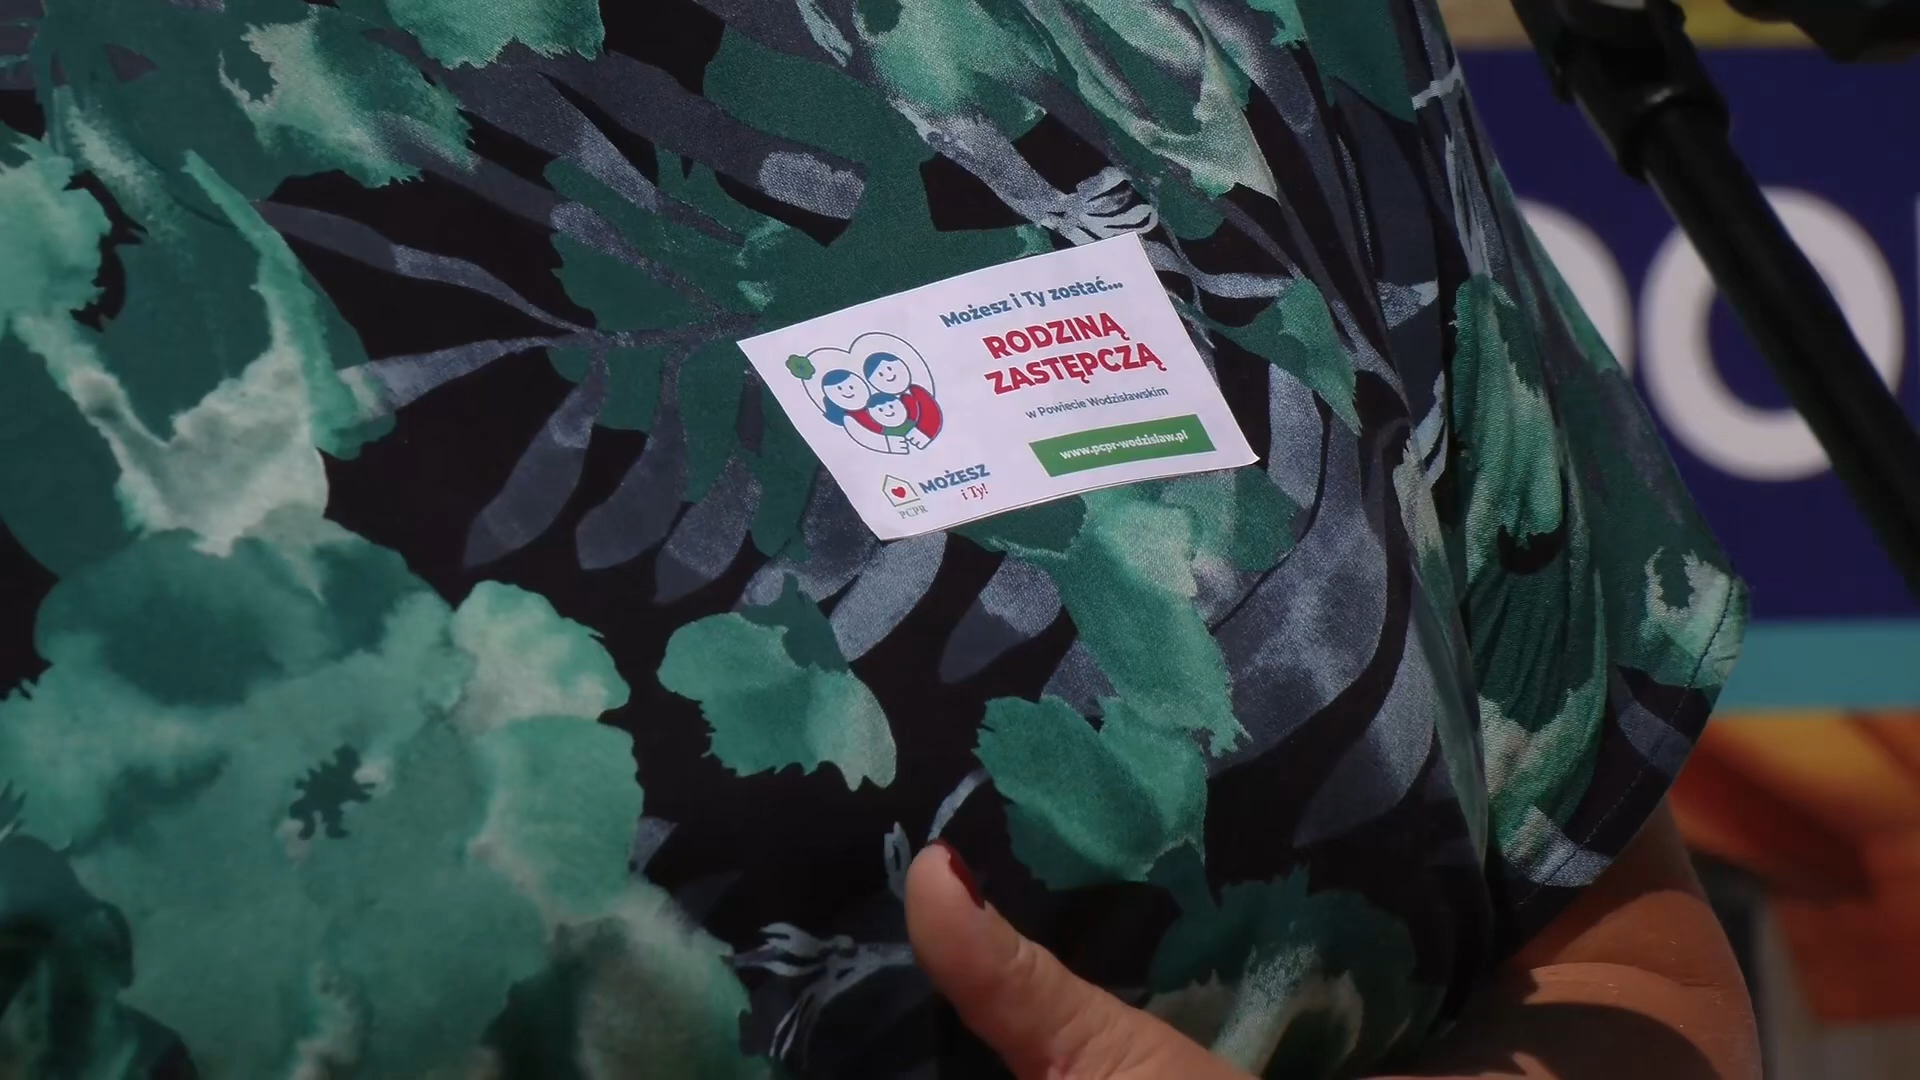 Możesz i Ty zostać...
RODZINĄ
ZASTĘPCZĄ
w Powiecie Wodzisławskim
www.pcpr-wodzislaw.pl
MOŻESZ
i Ty!
PCPR